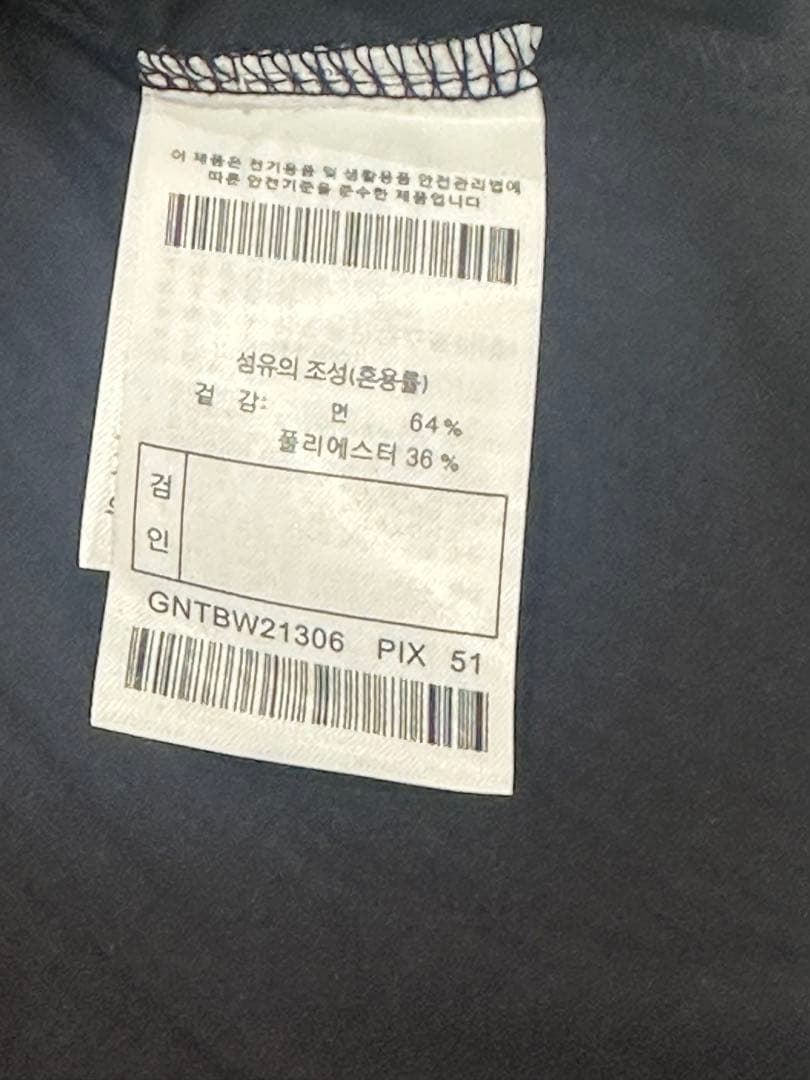 이 제품은 전기용품 및 생활용품 안전관리법에
따른 안전기준을 준수한 제품입니다
섬유의 조성(혼용률)
겉 감: 면 64%
폴리에스터 36%
검
인
GNTBW21306 PIX 51